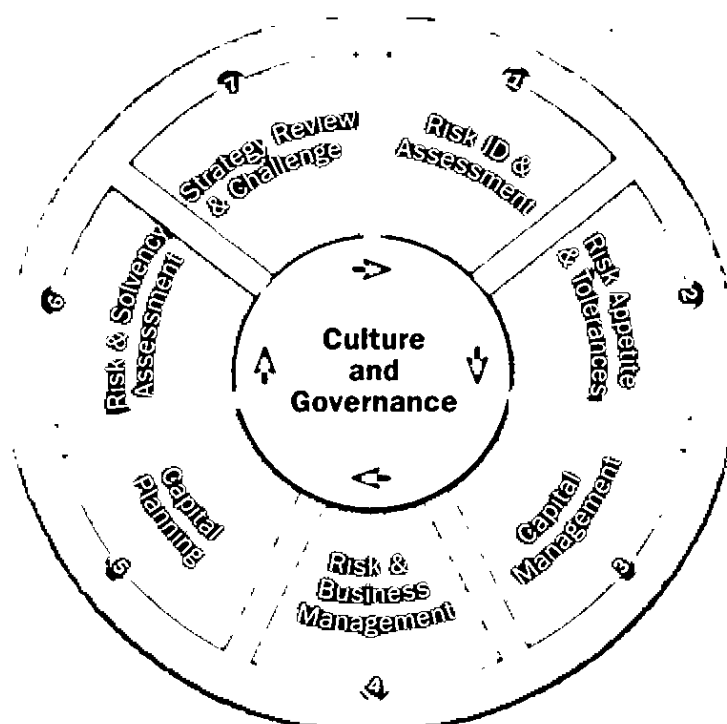 1
Risk ID &
Assessment
2
Risk Appetite
& Tolerances
3
Capital
Management
4
Risk &
Business
Management
5
Capital
Planning
6
Risk & Solvency
Assessment
7
Strategy Review
& Challenge
Culture
and
Governance